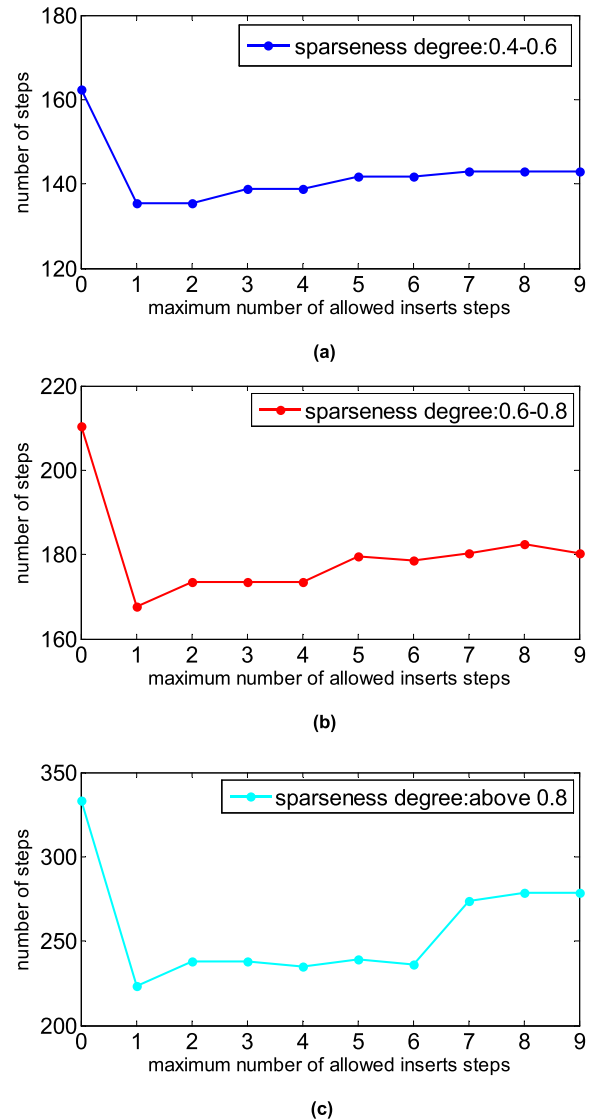 180
sparseness degree:0.4-0.6
160
140
120
number of steps
0 1 2 3 4 5 6 7 8 9
maximum number of allowed inserts steps
(a)
220
sparseness degree:0.6-0.8
200
180
160
number of steps
0 1 2 3 4 5 6 7 8 9
maximum number of allowed inserts steps
(b)
350
sparseness degree:above 0.8
300
250
200
number of steps
0 1 2 3 4 5 6 7 8 9
maximum number of allowed inserts steps
(c)